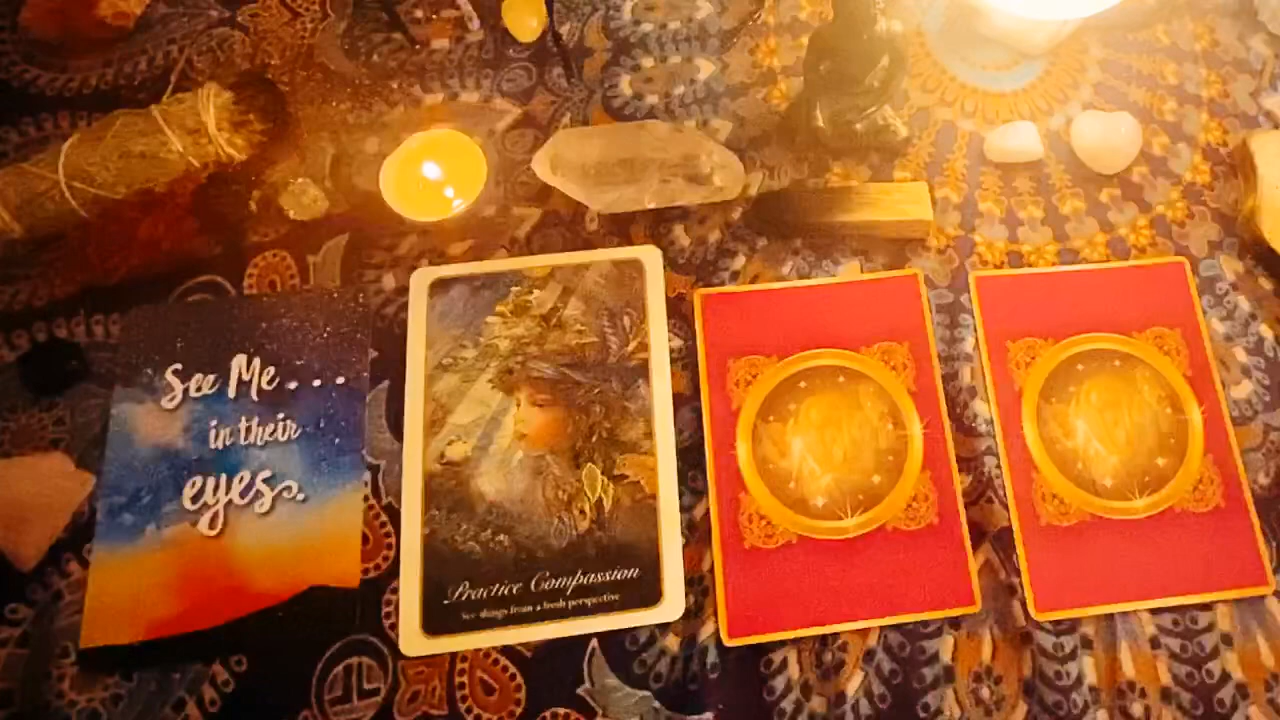 See Me...
in their
eyes.
Practice Compassion
See things from a fresh perspective